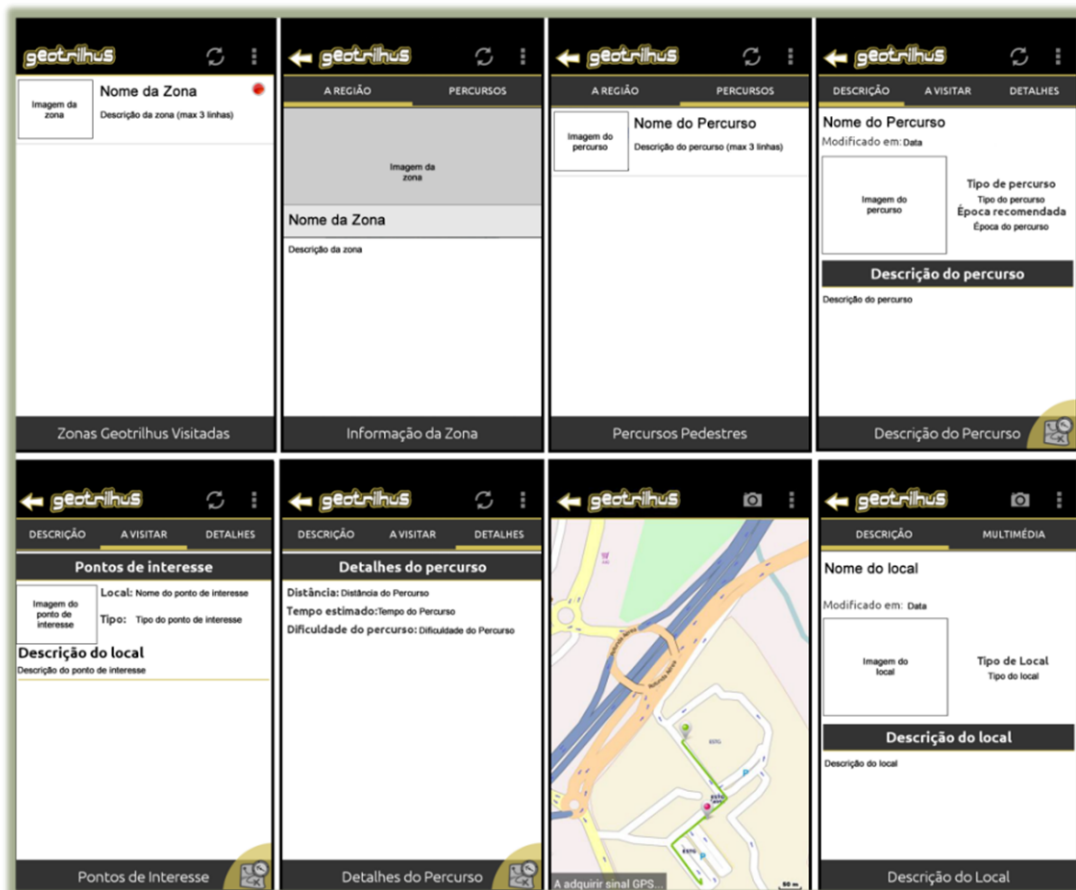 geotrilhus
Imagem da
zona
Nome da Zona
Descrição da zona (max 3 linhas)
Zonas Geotrilhus Visitadas
geotrilhus
A REGIÃO PERCURSOS
Imagem da
zona
Nome da Zona
Descrição da zona
Informação da Zona
geotrilhus
A REGIÃO PERCURSOS
Imagem do
percurso
Nome do Percurso
Descrição do percurso (max 3 linhas)
Percursos Pedestres
geotrilhus
DESCRIÇÃO A VISITAR DETALHES
Nome do Percurso
Modificado em: Data
Imagem do
percurso
Tipo de percurso
Tipo do percurso
Época recomendada
Época do percurso
Descrição do percurso
Descrição do percurso
Descrição do Percurso
geotrilhus
DESCRIÇÃO A VISITAR DETALHES
Pontos de interesse
Imagem do
ponto de
interesse
Local: Nome do ponto de interesse
Tipo: Tipo do ponto de interesse
Descrição do local
Descrição do ponto de interesse
Pontos de Interesse
geotrilhus
DESCRIÇÃO A VISITAR DETALHES
Detalhes do percurso
Distância: Distância do Percurso
Tempo estimado: Tempo do Percurso
Dificuldade do percurso: Dificuldade do Percurso
Detalhes do Percurso
geotrilhus
P
P
A adquirir sinal GPS...
geotrilhus
DESCRIÇÃO MULTIMÉDIA
Nome do local
Modificado em: Data
Imagem do
local
Tipo de Local
Tipo do local
Descrição do local
Descrição do local
Descrição do Local